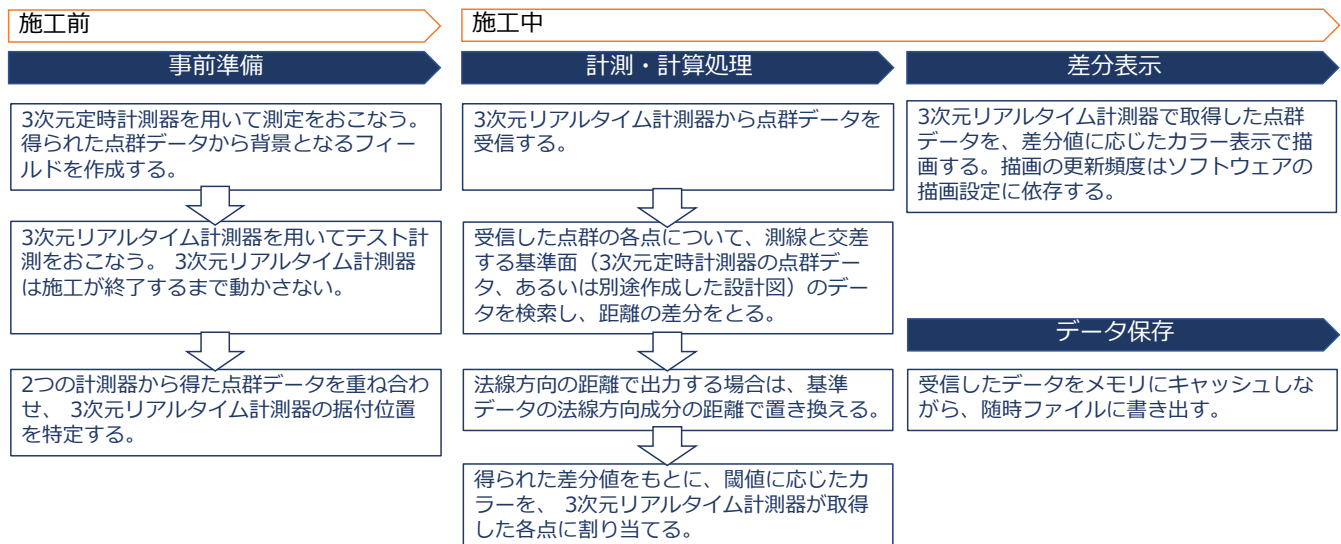 施工前
事前準備
3次元定時計測器を用いて測定をおこなう。
得られた点群データから背景となるフィー
ルドを作成する。
3次元リアルタイム計測器を用いてテスト計
測をおこなう。 3次元リアルタイム計測器
は施工が終了するまで動かさない。
2つの計測器から得た点群データを重ね合わ
せ、 3次元リアルタイム計測器の据付位置
を特定する。
施工中
計測・計算処理
3次元リアルタイム計測器から点群データを
受信する。
受信した点群の各点について、測線と交差
する基準面（3次元定時計測器の点群デー
タ、あるいは別途作成した設計図）のデー
タを検索し、距離の差分をとる。
法線方向の距離で出力する場合は、基準
データの法線方向成分の距離で置き換える。
得られた差分値をもとに、閾値に応じたカ
ラーを、 3次元リアルタイム計測器が取得
した各点に割り当てる。
差分表示
3次元リアルタイム計測器で取得した点群
データを、差分値に応じたカラー表示で描
画する。描画の更新頻度はソフトウェアの
描画設定に依存する。
データ保存
受信したデータをメモリにキャッシュしな
がら、随時ファイルに書き出す。